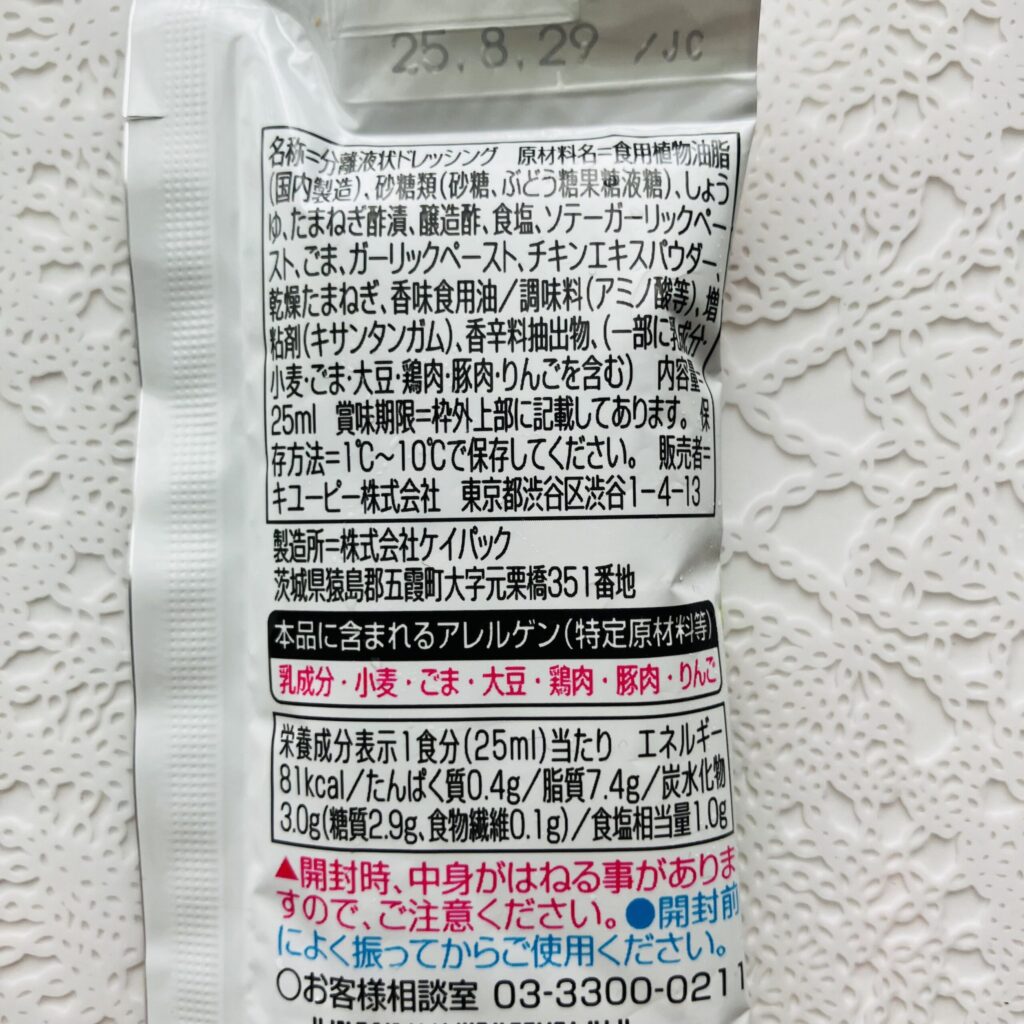 25.8.29 /JC
名称=分離液状ドレッシング 原材料名=食用植物油脂
(国内製造)、砂糖類(砂糖、ぶどう糖果糖液糖)、しょう
ゆ、たまねぎ酢漬、醸造酢、食塩、ソテーガーリックペー
スト、ごま、ガーリックペースト、チキンエキスパウダー、
乾燥たまねぎ、香味食用油/調味料(アミノ酸等)、増
粘剤(キサンタンガム)、香辛料抽出物、(一部に乳成分・
小麦・ごま・大豆・鶏肉・豚肉・りんごを含む) 内容量=
25ml 賞味期限=枠外上部に記載してあります。 保
存方法=1℃~10℃で保存してください。 販売者=
キユーピー株式会社 東京都渋谷区渋谷1-4-13
製造所=株式会社ケイパック
茨城県猿島郡五霞町大字元栗橋351番地
本品に含まれるアレルゲン(特定原材料等)
乳成分・小麦・ごま・大豆・鶏肉・豚肉・りんご
栄養成分表示1食分(25ml)当たり エネルギー
81kcal/たんぱく質0.4g/脂質7.4g/炭水化物
3.0g(糖質2.9g、食物繊維0.1g)/食塩相当量1.0g
▲開封時、中身がはねる事がありま
すので、ご注意ください。●開封前
によく振ってからご使用ください。
○お客様相談室 03-3300-0211